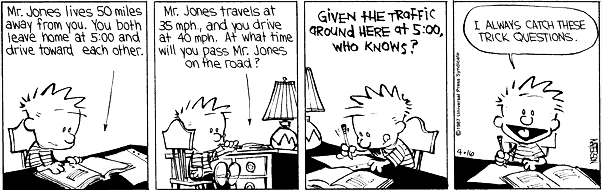 Mr. Jones lives 50 miles
away from you. You both
leave home at 5:00 and
drive toward each other.
Mr. Jones travels at
35 mph., and you drive
at 40 mph. At what time
will you pass Mr. Jones
on the road?
GIVEN THE TRAFFIC
AROUND HERE at 5:00,
WHO KNOWS?
I ALWAYS CATCH THESE
TRICK QUESTIONS.
© 1987 Universal Press Syndicate
4-16
WATTERSON